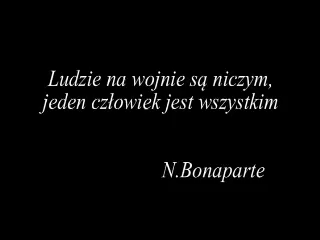 Ludzie na wojnie są niczym,
jeden człowiek jest wszystkim
N.Bonaparte